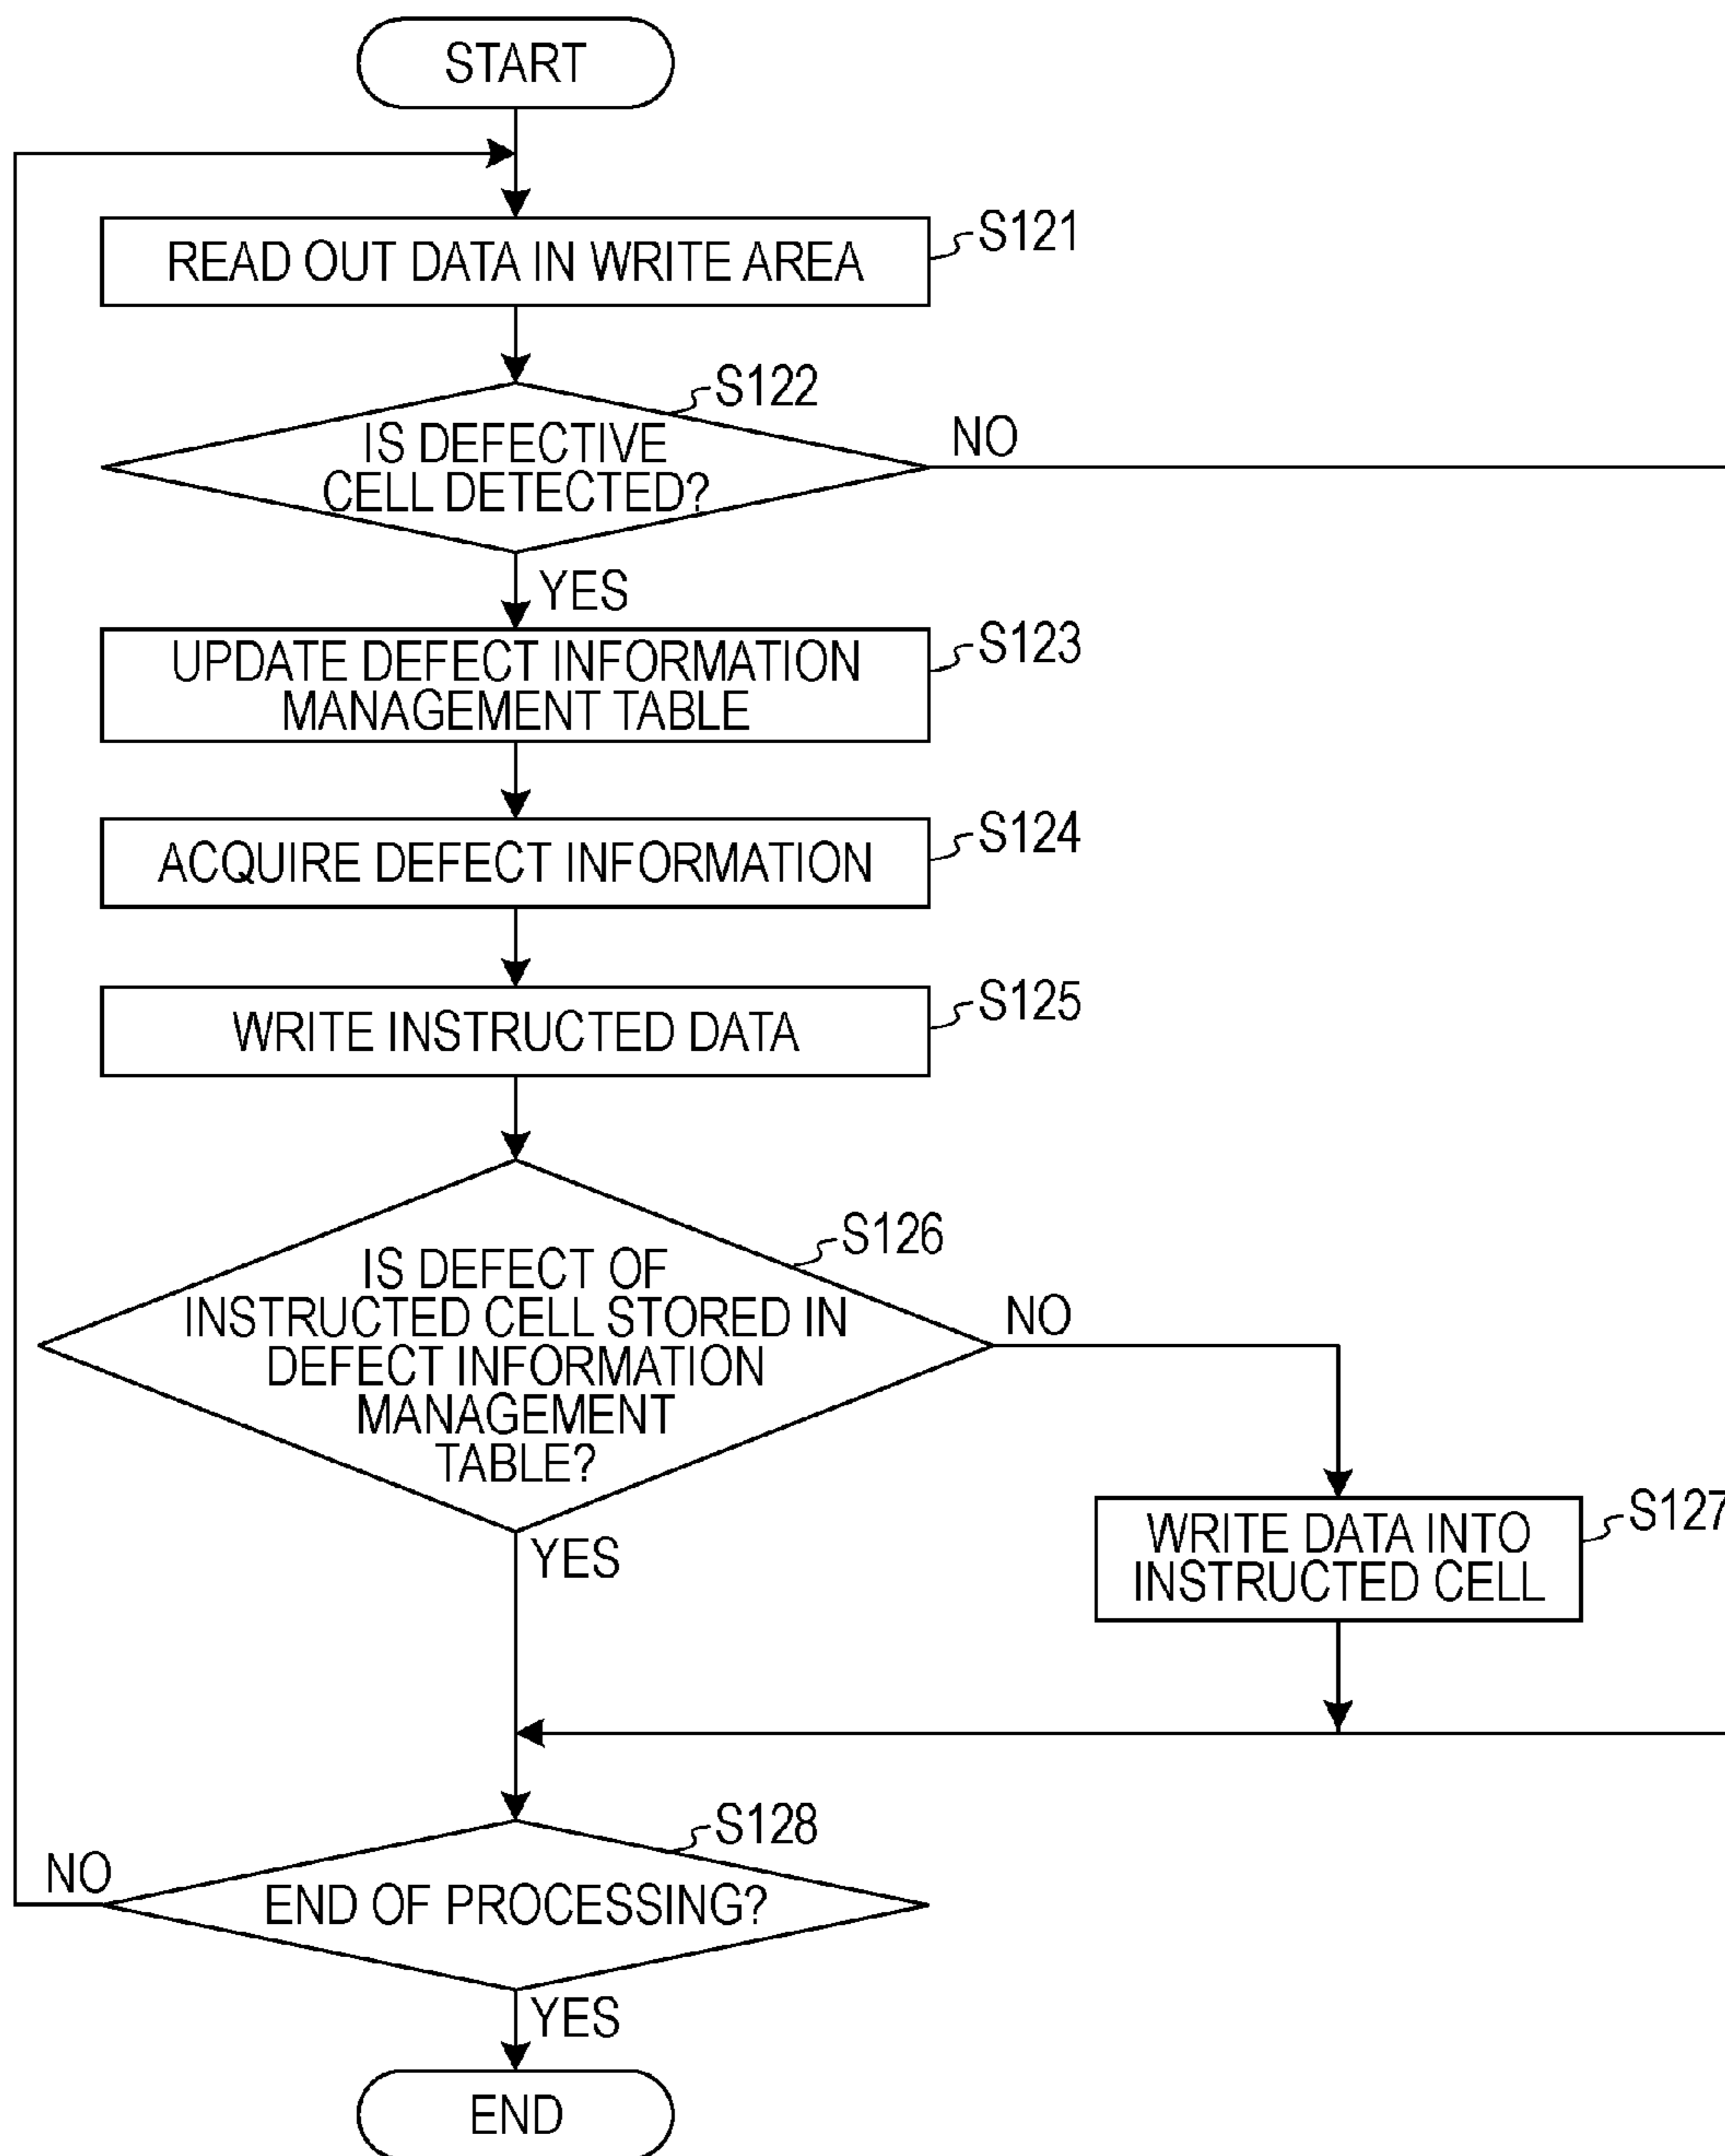 START
READ OUT DATA IN WRITE AREA
S121
S122
IS DEFECTIVE
CELL DETECTED?
NO
YES
UPDATE DEFECT INFORMATION
MANAGEMENT TABLE
S123
ACQUIRE DEFECT INFORMATION
S124
WRITE INSTRUCTED DATA
S125
S126
IS DEFECT OF
INSTRUCTED CELL STORED IN
DEFECT INFORMATION
MANAGEMENT
TABLE?
NO
YES
WRITE DATA INTO
INSTRUCTED CELL
S127
S128
NO
END OF PROCESSING?
YES
END